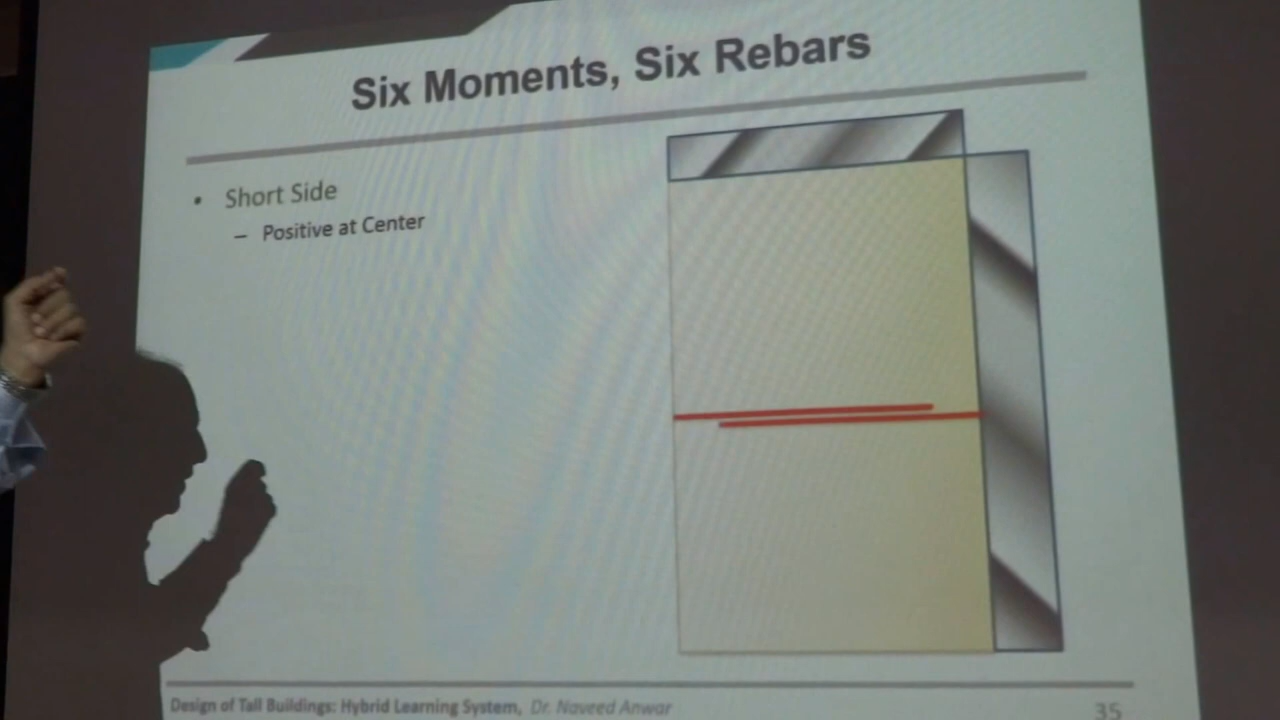 Six Moments, Six Rebars
• Short Side
– Positive at Center
Design of Tall Buildings: Hybrid Learning System, Dr. Naveed Anwar
35